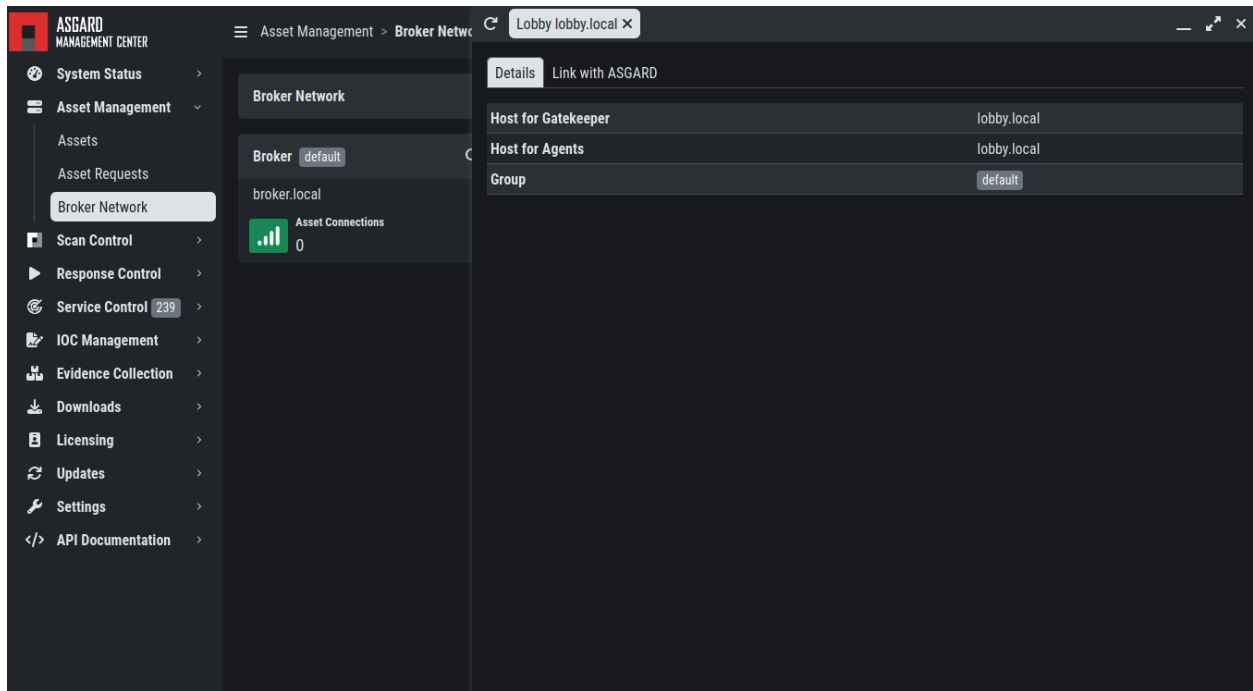 ASGARD
MANAGEMENT CENTER
System Status
Asset Management
Assets
Asset Requests
Broker Network
Scan Control
Response Control
Service Control 239
IOC Management
Evidence Collection
Downloads
Licensing
Updates
Settings
API Documentation
Asset Management > Broker Netwo
Broker Network
Broker default
broker.local
Asset Connections
0
Lobby lobby.local
Details Link with ASGARD
Host for Gatekeeper lobby.local
Host for Agents lobby.local
Group default